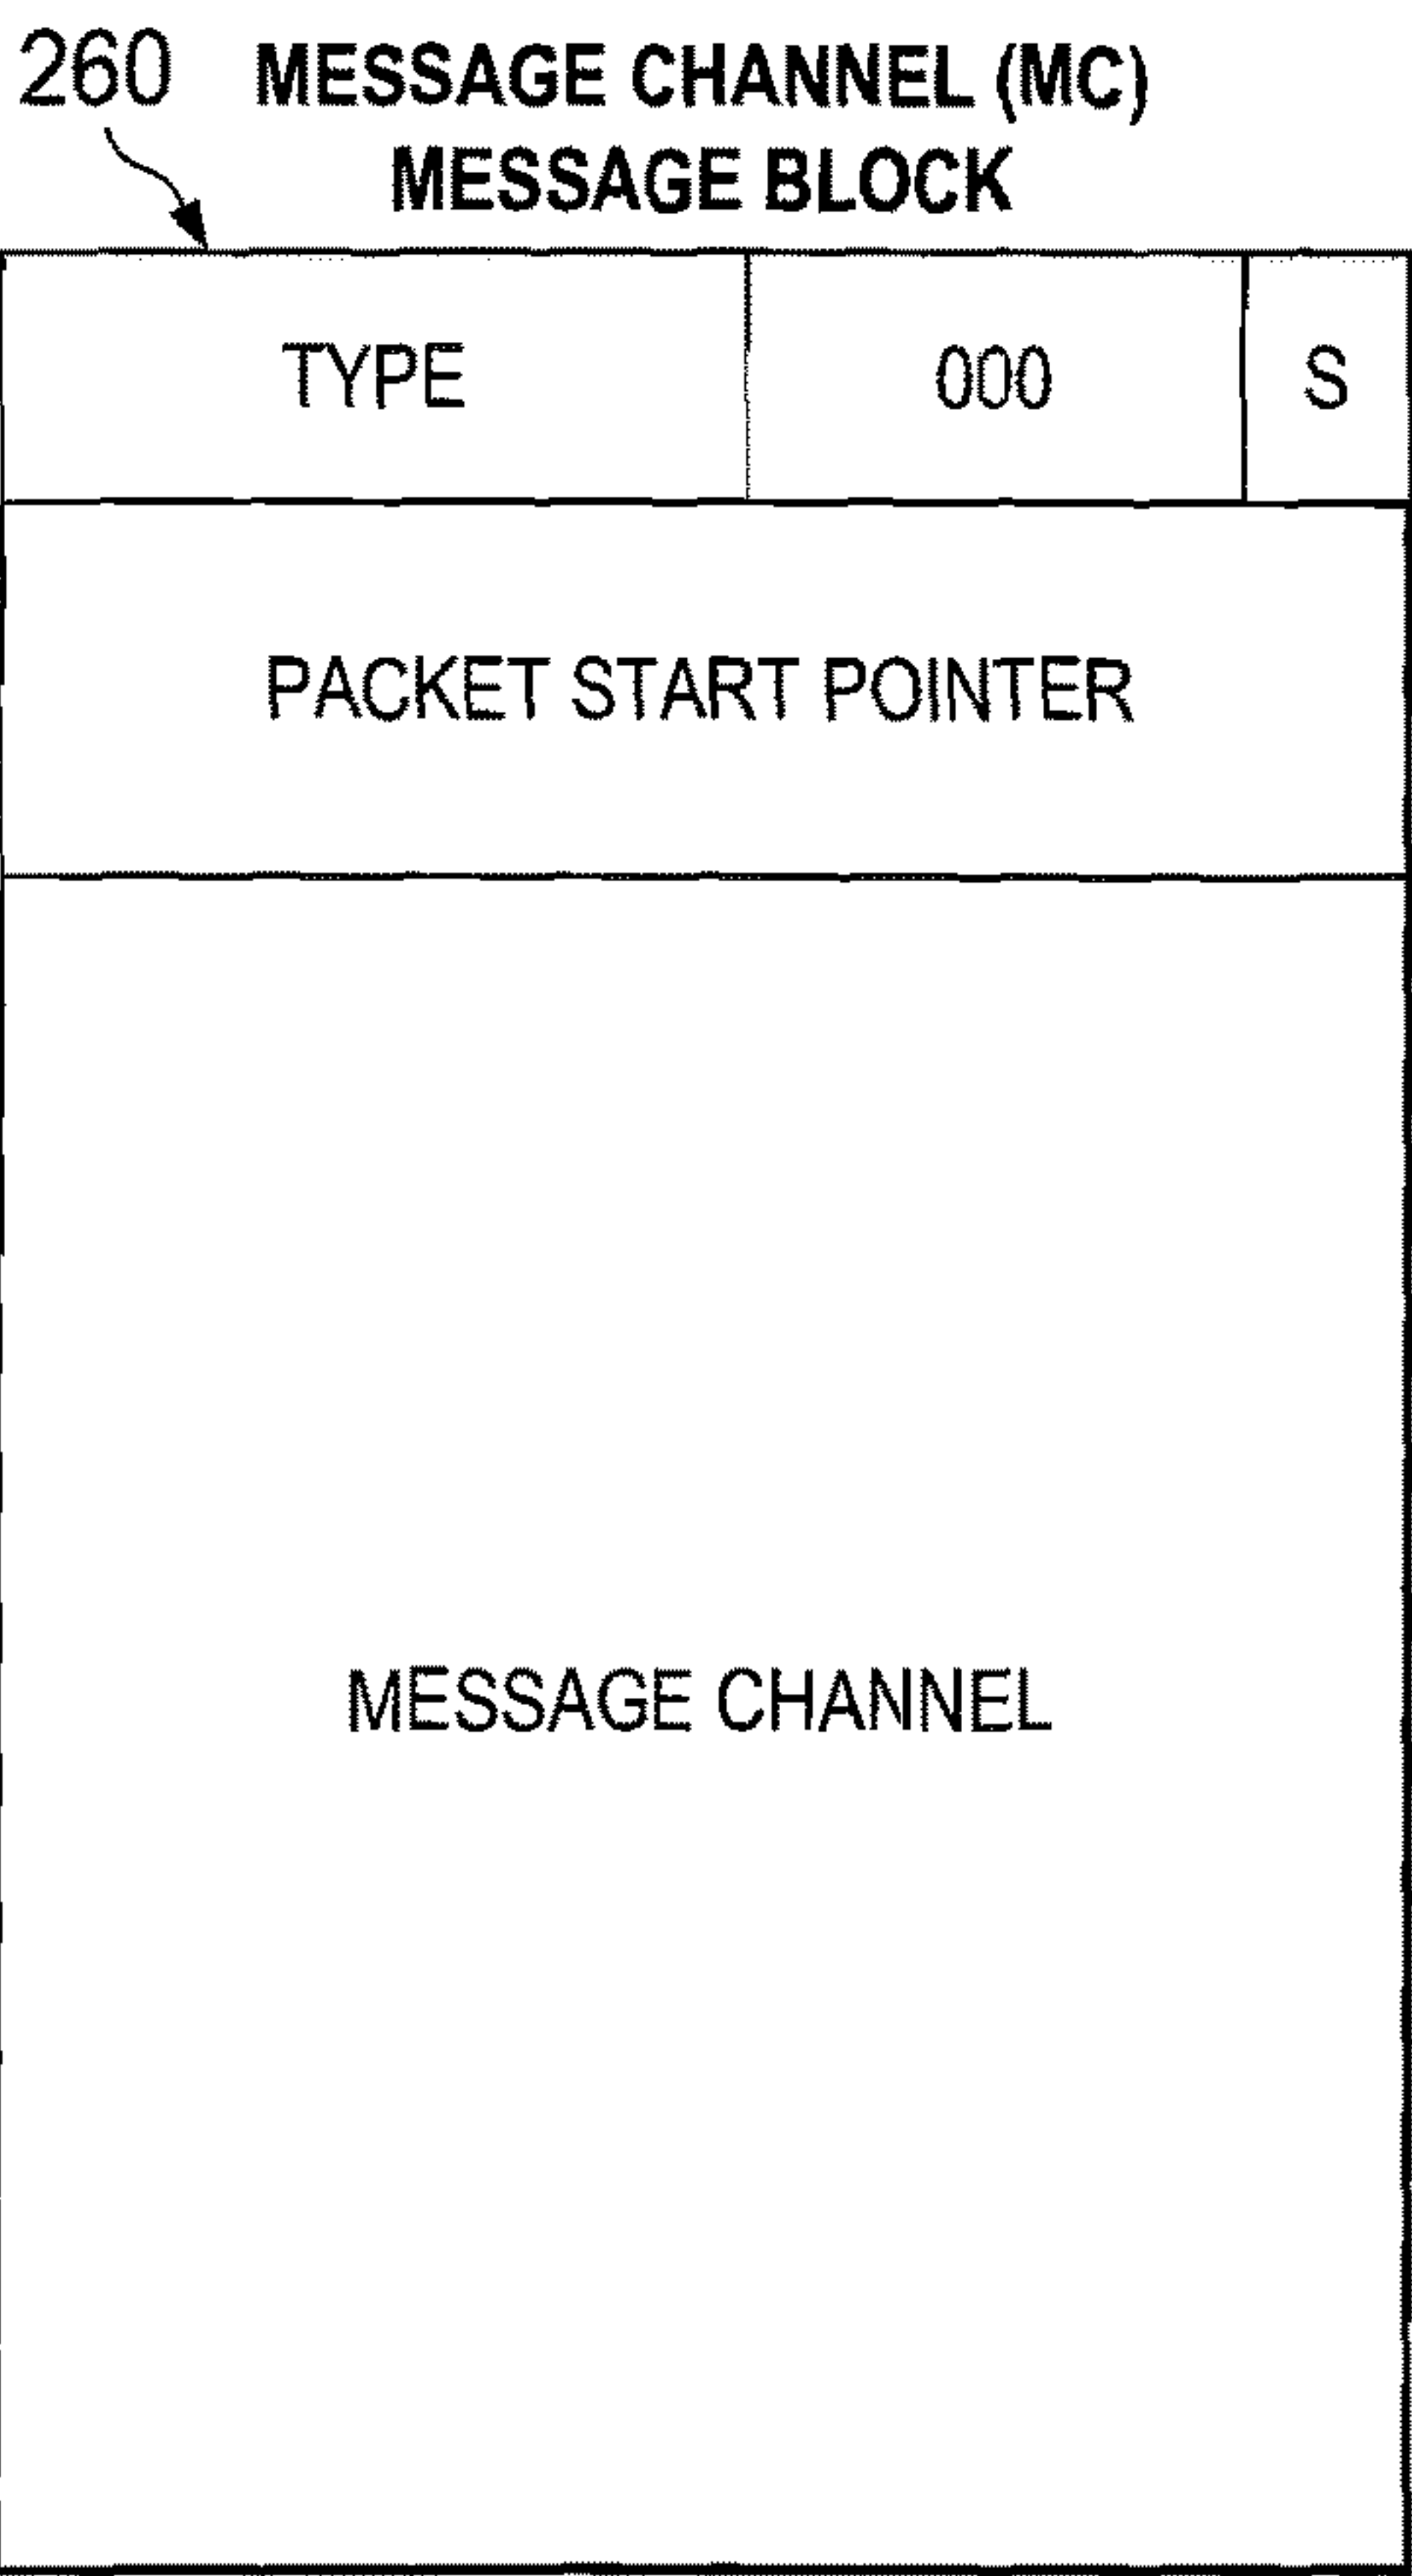 260 MESSAGE CHANNEL (MC)
MESSAGE BLOCK
TYPE 000 S
PACKET START POINTER
MESSAGE CHANNEL